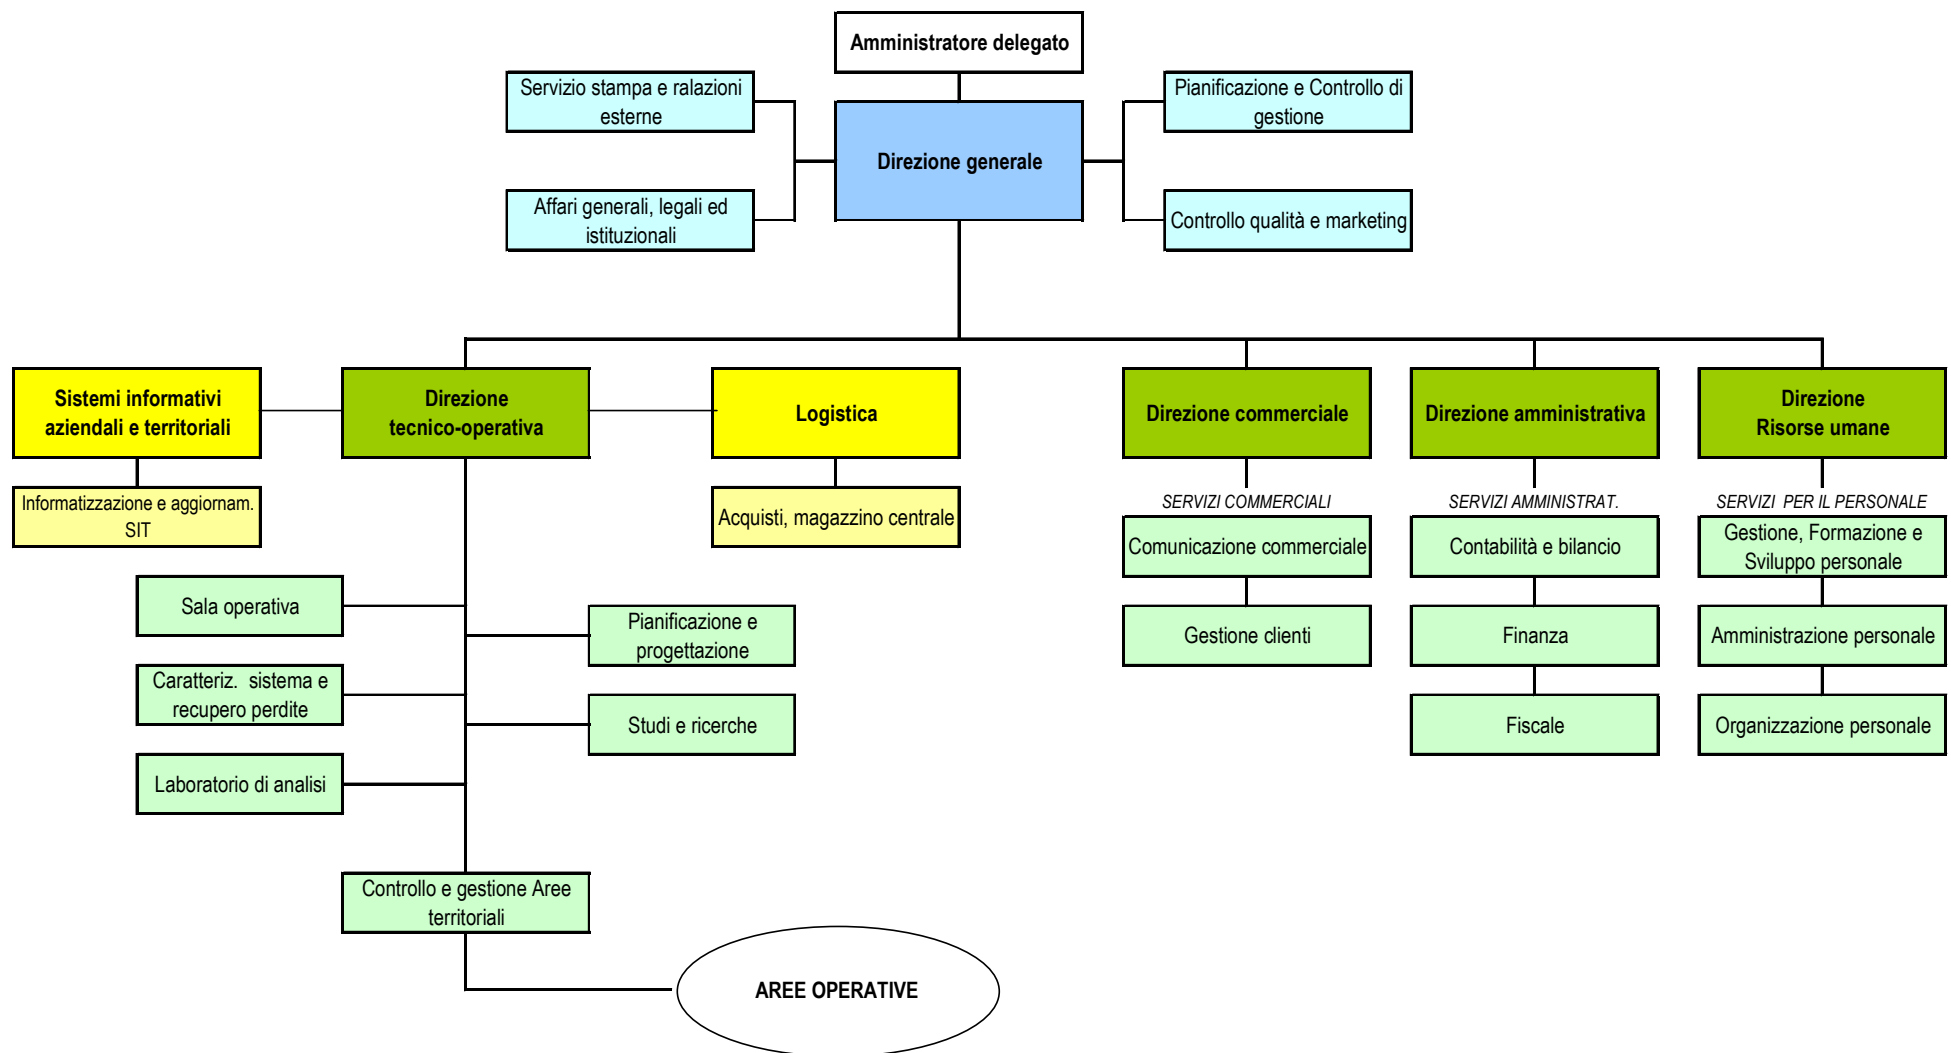 Amministratore delegato
Servizio stampa e ralazioni
esterne
Pianificazione e Controllo di
gestione
Direzione generale
Affari generali, legali ed
istituzionali
Controllo qualità e marketing
Sistemi informativi
aziendali e territoriali
Direzione
tecnico-operativa
Logistica
Direzione commerciale
Direzione amministrativa
Direzione
Risorse umane
Informatizzazione e aggiornam.
SIT
Acquisti, magazzino centrale
SERVIZI COMMERCIALI
SERVIZI AMMINISTRAT.
SERVIZI PER IL PERSONALE
Comunicazione commerciale
Contabilità e bilancio
Gestione, Formazione e
Sviluppo personale
Sala operativa
Pianificazione e
progettazione
Gestione clienti
Finanza
Amministrazione personale
Caratteriz. sistema e
recupero perdite
Studi e ricerche
Fiscale
Organizzazione personale
Laboratorio di analisi
Controllo e gestione Aree
territoriali
AREE OPERATIVE